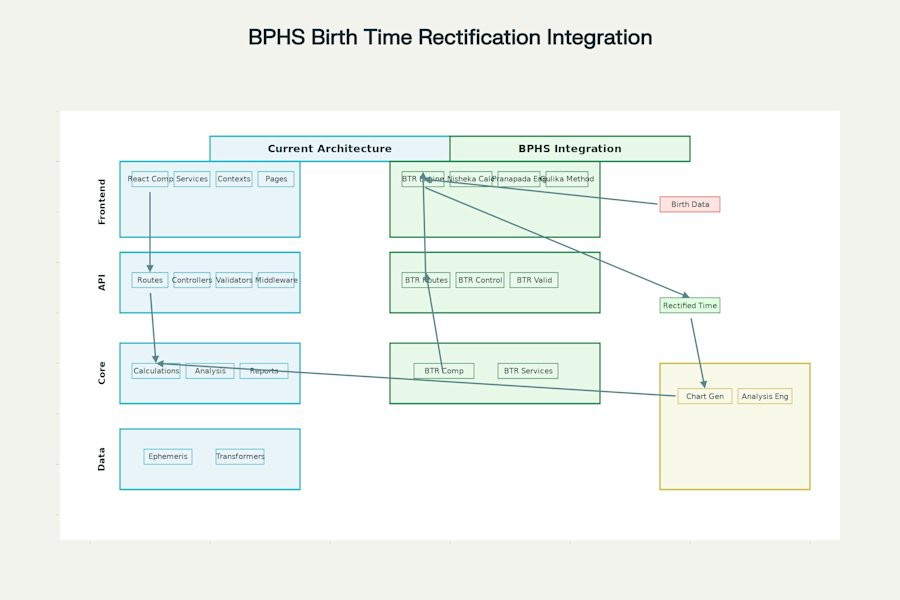 BPHS Birth Time Rectification Integration
Current Architecture
BPHS Integration
Frontend
React Comp
Services
Contexts
Pages
BTR Engine
Nisheka Calc
Pranapada Eng
Gulika Method
Birth Data
API
Routes
Controllers
Validators
Middleware
BTR Routes
BTR Control
BTR Valid
Rectified Time
Core
Calculations
Analysis
Reports
BTR Comp
BTR Services
Chart Gen
Analysis Eng
Data
Ephemeris
Transformers